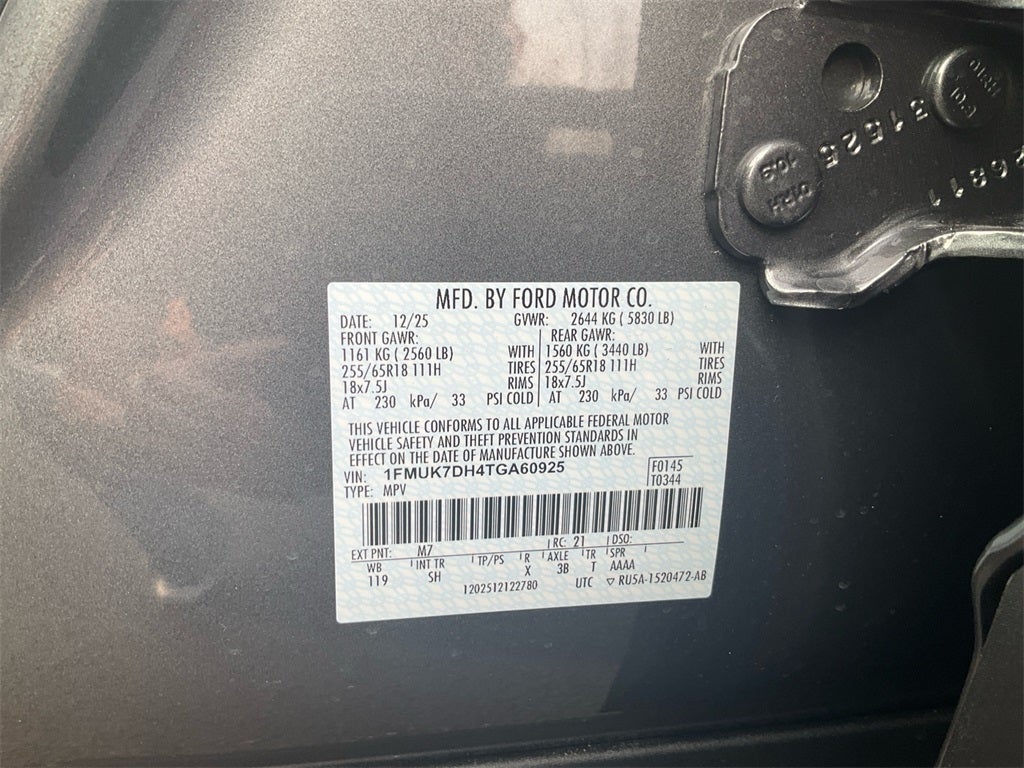 MFD. BY FORD MOTOR CO.
DATE: 12/25 GVWR: 2644 KG ( 5830 LB)
FRONT GAWR: REAR GAWR:
1161 KG ( 2560 LB) WITH 1560 KG ( 3440 LB) WITH
255/65R18 111H TIRES 255/65R18 111H TIRES
18x7.5J RIMS 18x7.5J RIMS
AT 230 kPa/ 33 PSI COLD AT 230 kPa/ 33 PSI COLD
THIS VEHICLE CONFORMS TO ALL APPLICABLE FEDERAL MOTOR
VEHICLE SAFETY AND THEFT PREVENTION STANDARDS IN
EFFECT ON THE DATE OF MANUFACTURE SHOWN ABOVE.
VIN: 1FMUK7DH4TGA60925 F0145
TYPE: MPV T0344
EXT PNT: M7 RC: 21 DSO:
WB INT TR TP/PS R AXLE TR SPR
119 SH X 3B T AAAA
1202512122780 UTC ▽ RU5A-1520472-AB
31525
10.9